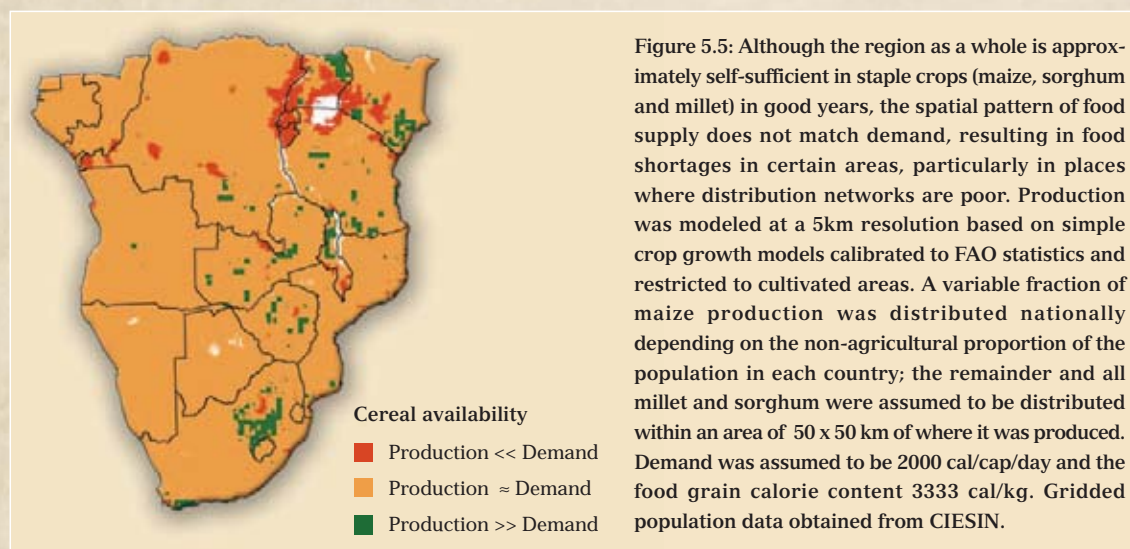 Figure 5.5: Although the region as a whole is approx-
imately self-sufficient in staple crops (maize, sorghum
and millet) in good years, the spatial pattern of food
supply does not match demand, resulting in food
shortages in certain areas, particularly in places
where distribution networks are poor. Production
was modeled at a 5km resolution based on simple
crop growth models calibrated to FAO statistics and
restricted to cultivated areas. A variable fraction of
maize production was distributed nationally
depending on the non-agricultural proportion of the
population in each country; the remainder and all
millet and sorghum were assumed to be distributed
within an area of 50 x 50 km of where it was produced.
Demand was assumed to be 2000 cal/cap/day and the
food grain calorie content 3333 cal/kg. Gridded
population data obtained from CIESIN.
Cereal availability
Production << Demand
Production ≈ Demand
Production >> Demand